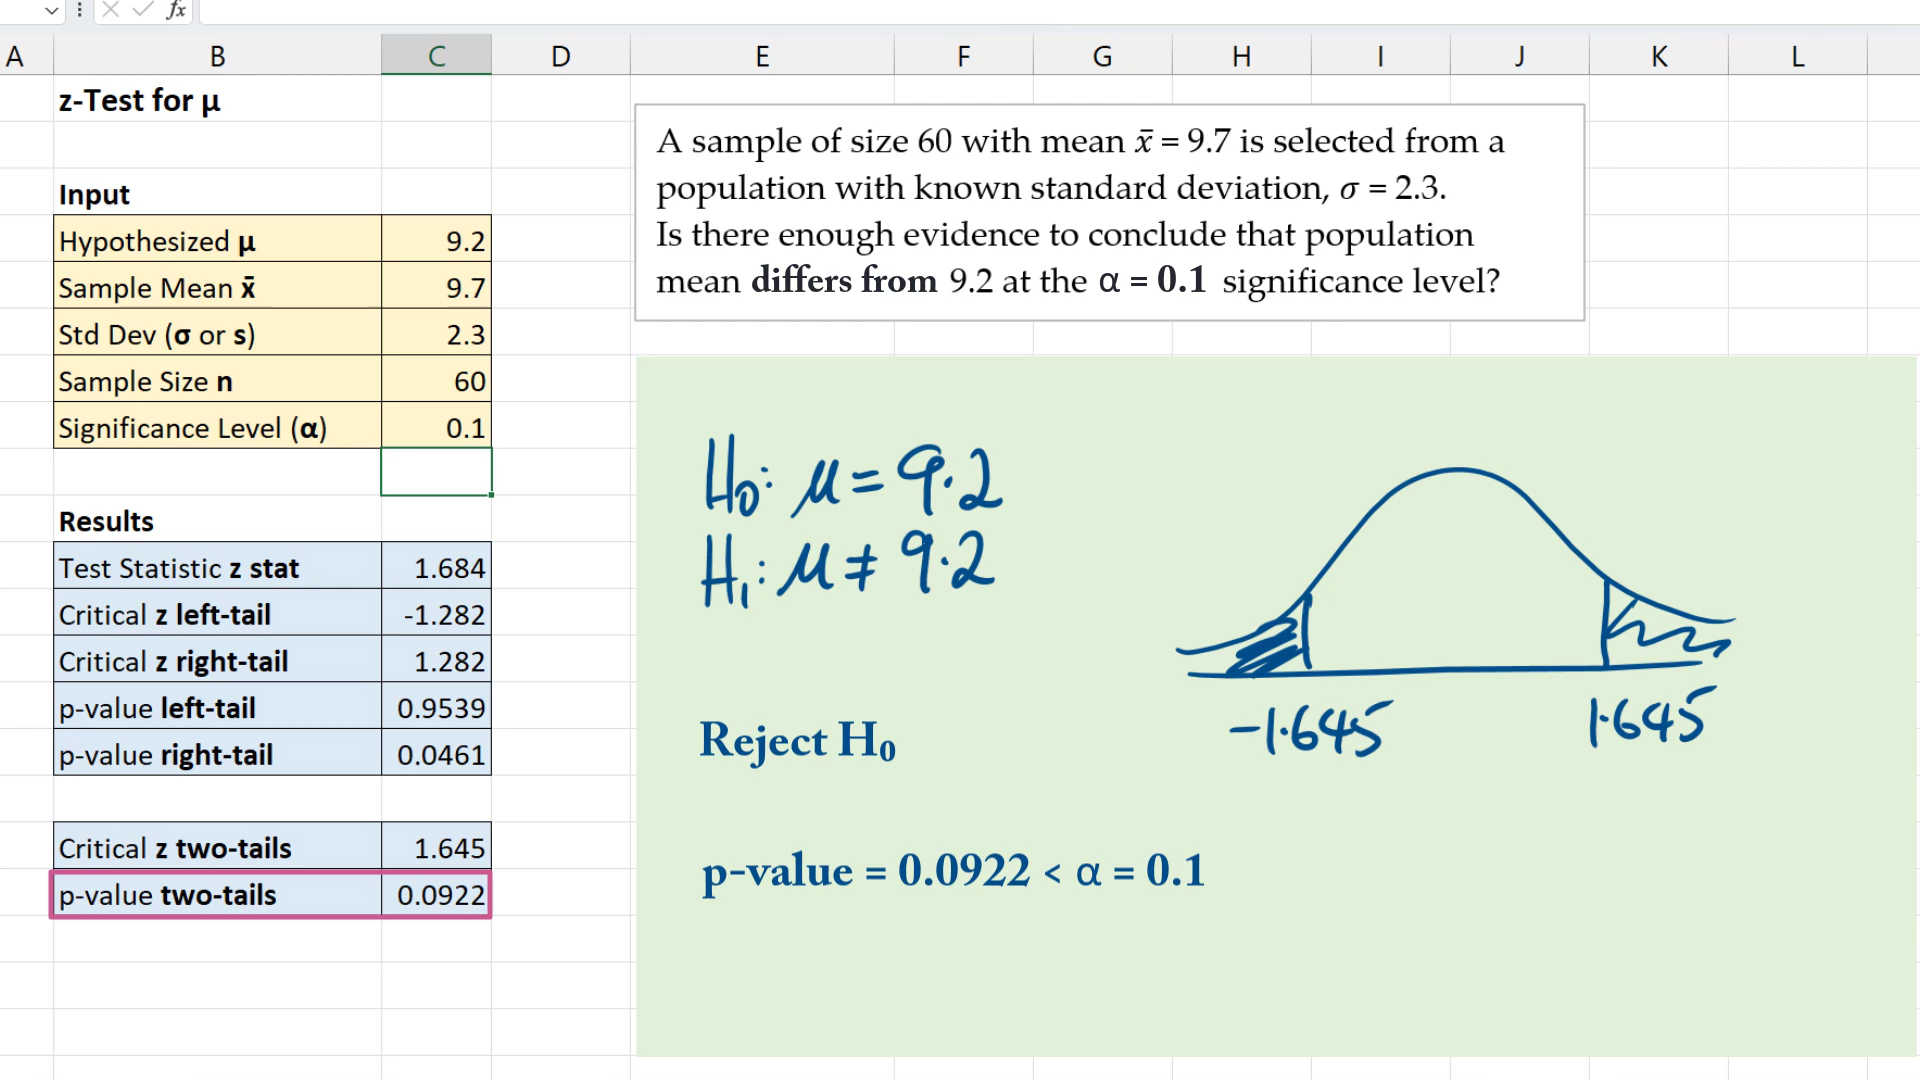 fx
A B C D E F G H I J K L
z-Test for μ
Input
Hypothesized μ 9.2
Sample Mean x̄ 9.7
Std Dev (σ or s) 2.3
Sample Size n 60
Significance Level (α) 0.1
Results
Test Statistic z stat 1.684
Critical z left-tail -1.282
Critical z right-tail 1.282
p-value left-tail 0.9539
p-value right-tail 0.0461
Critical z two-tails 1.645
p-value two-tails 0.0922
A sample of size 60 with mean x̄ = 9.7 is selected from a
population with known standard deviation, σ = 2.3.
Is there enough evidence to conclude that population
mean differs from 9.2 at the α = 0.1 significance level?
H₀: μ = 9.2
H₁: μ ≠ 9.2
-1.645 1.645
Reject H₀
p-value = 0.0922 < α = 0.1